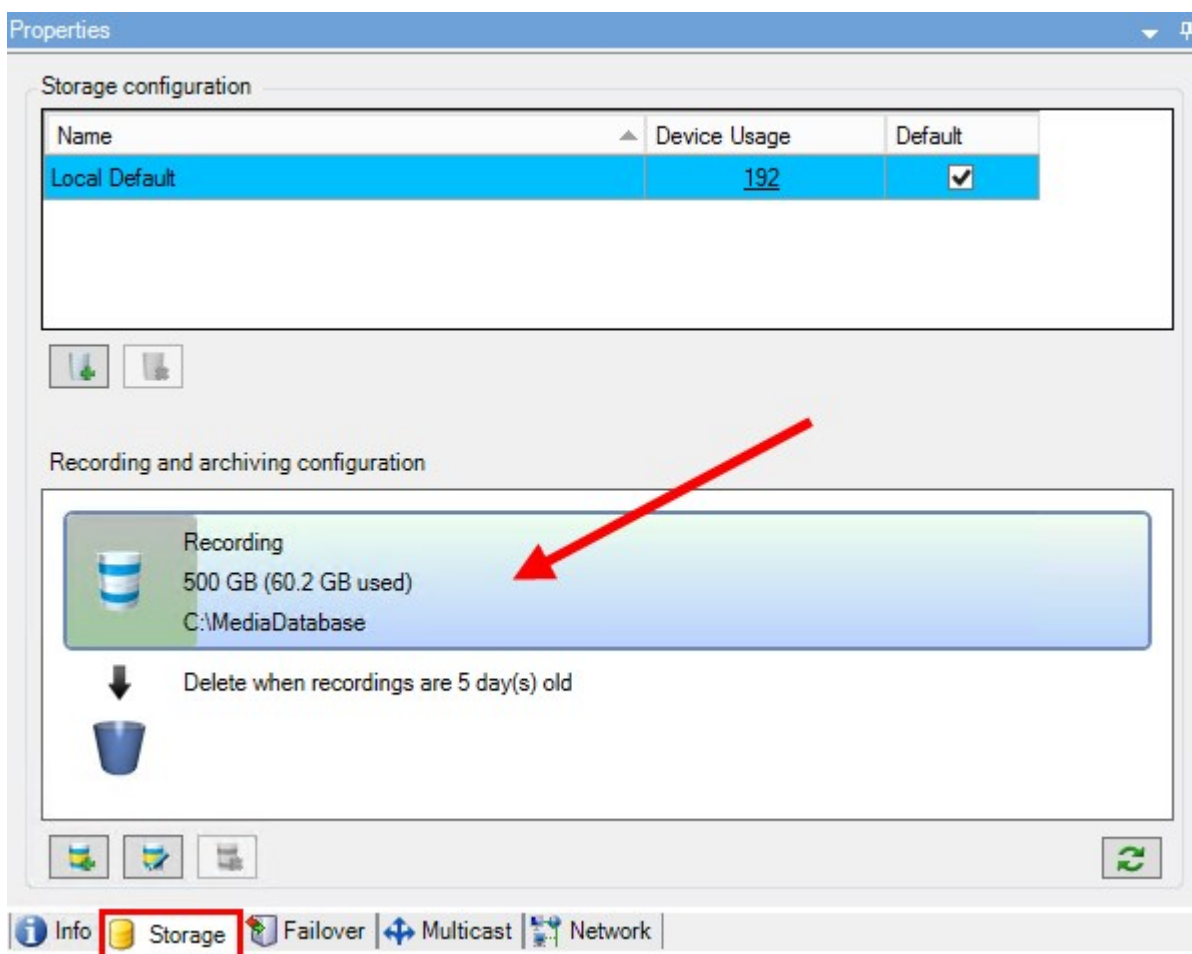 Properties
Storage configuration
Name Device Usage Default
Local Default 192
Recording and archiving configuration
Recording
500 GB (60.2 GB used)
C:\MediaDatabase
Delete when recordings are 5 day(s) old
Info Storage Failover Multicast Network